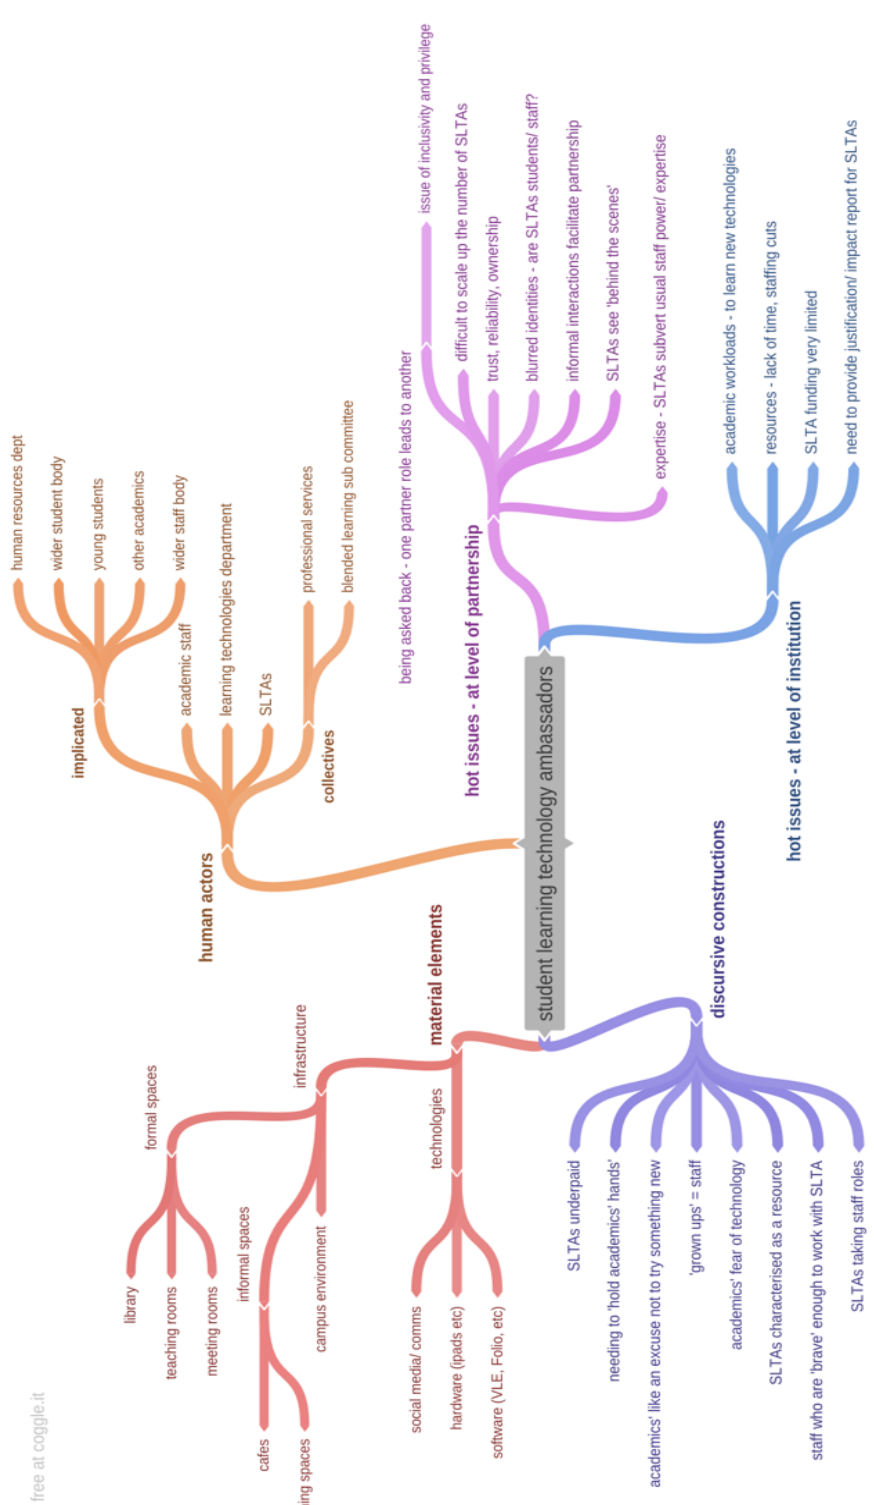 free at coggle.it
student learning technology ambassadors
human actors
implicated
human resources dept
wider student body
young students
other academics
wider staff body
academic staff
learning technologies department
SLTAs
collectives
professional services
blended learning sub committee
hot issues - at level of partnership
being asked back - one partner role leads to another
issue of inclusivity and privilege
difficult to scale up the number of SLTAs
trust, reliability, ownership
blurred identities - are SLTAs students/ staff?
informal interactions facilitate partnership
SLTAs see 'behind the scenes'
expertise - SLTAs subvert usual staff power/ expertise
hot issues - at level of institution
academic workloads - to learn new technologies
resources - lack of time, staffing cuts
SLTA funding very limited
need to provide justification/ impact report for SLTAs
material elements
infrastructure
formal spaces
library
teaching rooms
meeting rooms
informal spaces
cafes
ing spaces
campus environment
technologies
social media/ comms
hardware (ipads etc)
software (VLE, Folio, etc)
discursive constructions
SLTAs underpaid
needing to 'hold academics' hands'
academics' like an excuse not to try something new
'grown ups' = staff
academics' fear of technology
SLTAs characterised as a resource
staff who are 'brave' enough to work with SLTA
SLTAs taking staff roles